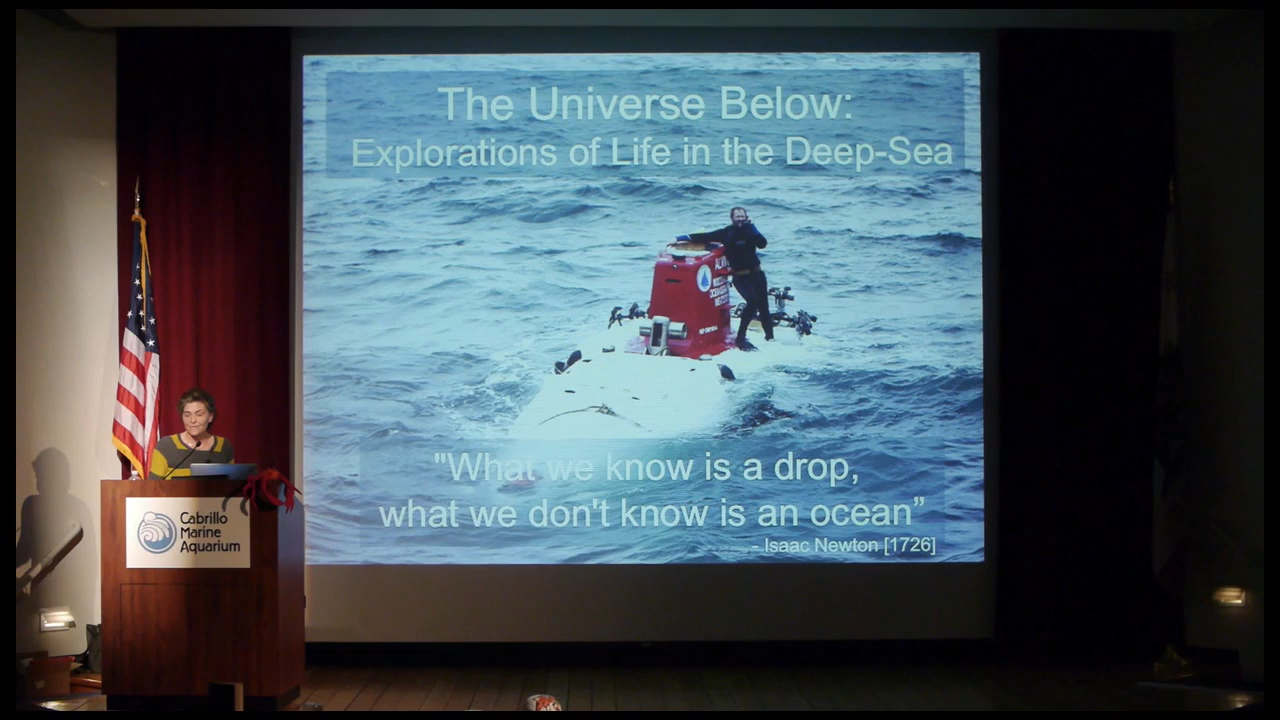 The Universe Below:
Explorations of Life in the Deep-Sea
"What we know is a drop,
what we don't know is an ocean”
- Isaac Newton [1726]
Cabrillo
Marine
Aquarium